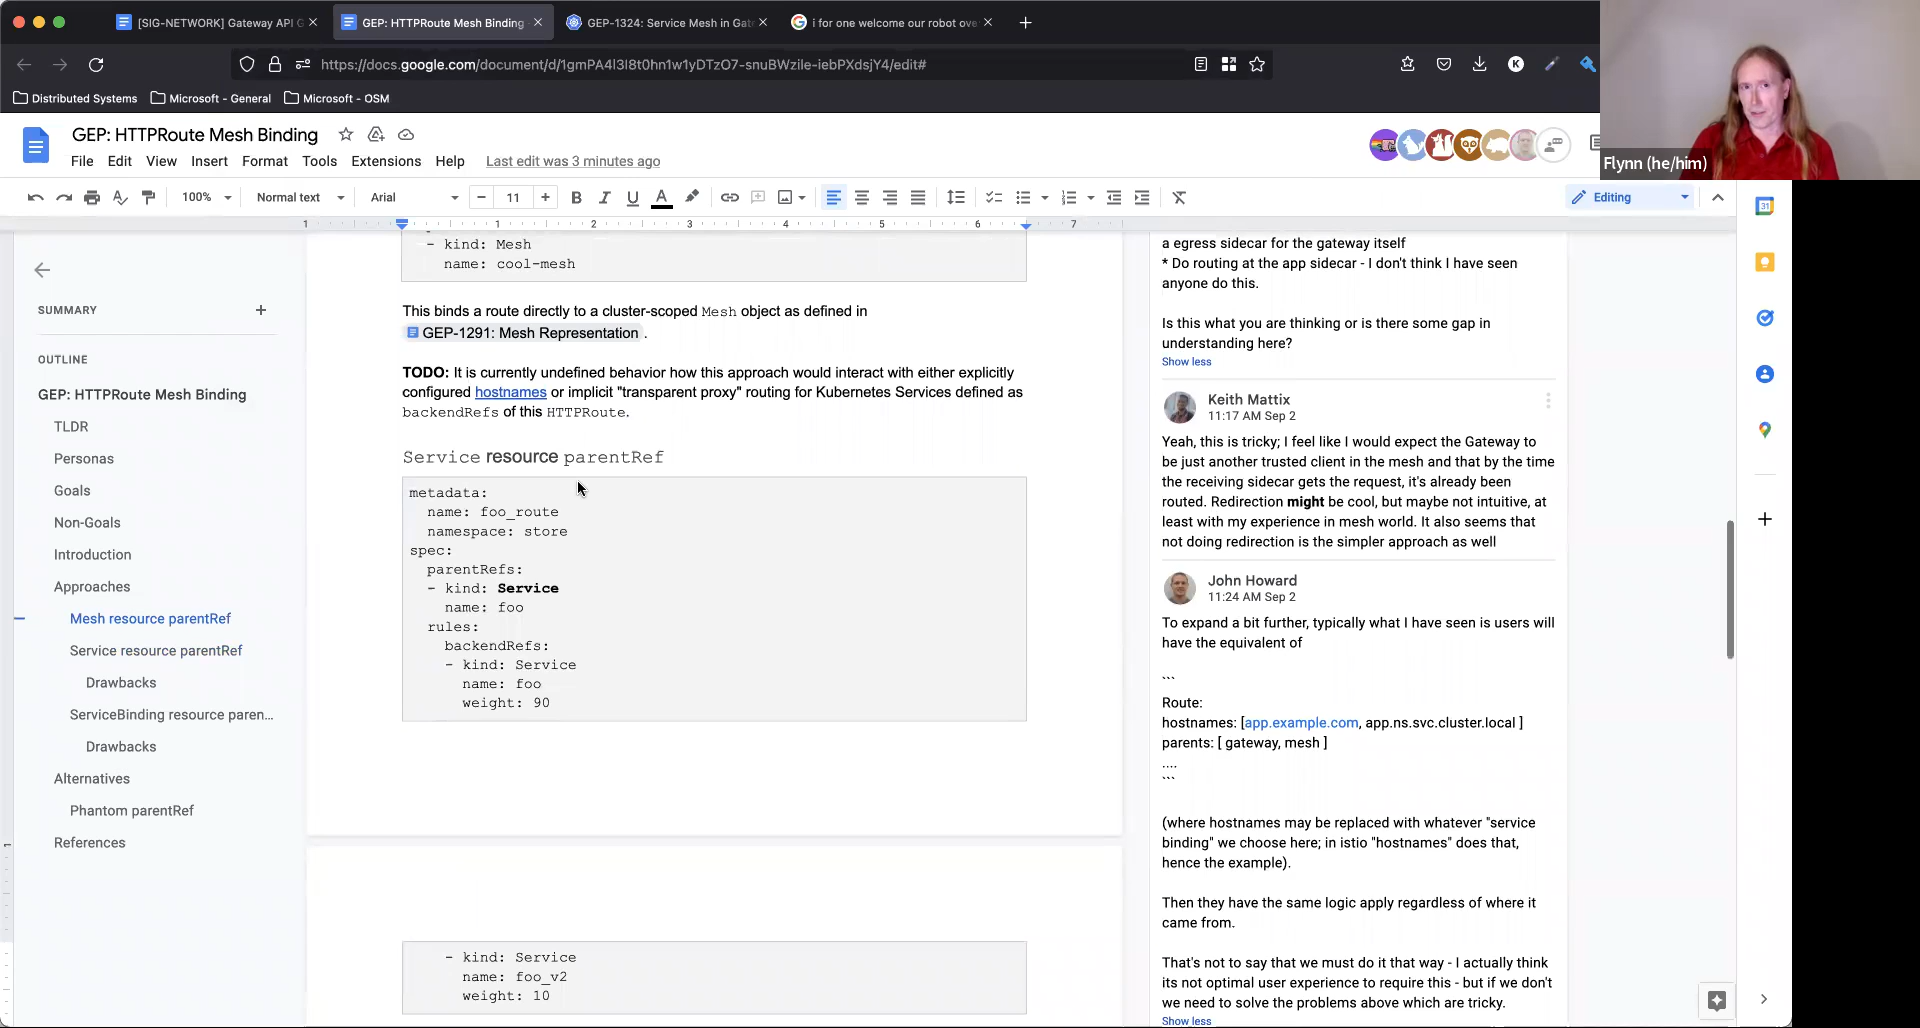 [SIG-NETWORK] Gateway API G
GEP: HTTPRoute Mesh Binding
GEP-1324: Service Mesh in Gat
i for one welcome our robot ove
https://docs.google.com/document/d/1gmPA4I3I8t0hn1w1yDTzO7-snuBWziIe-iebPXdsjY4/edit#
K
Distributed Systems
Microsoft - General
Microsoft - OSM
GEP: HTTPRoute Mesh Binding
File Edit View Insert Format Tools Extensions Help Last edit was 3 minutes ago
Flynn (he/him)
100% Normal text Arial 11 B I U A Editing
1 1 2 3 4 5 6 7
31
SUMMARY
OUTLINE
GEP: HTTPRoute Mesh Binding
TLDR
Personas
Goals
Non-Goals
Introduction
Approaches
Mesh resource parentRef
Service resource parentRef
Drawbacks
ServiceBinding resource paren...
Drawbacks
Alternatives
Phantom parentRef
References
- kind: Mesh
name: cool-mesh
This binds a route directly to a cluster-scoped Mesh object as defined in
GEP-1291: Mesh Representation .
TODO: It is currently undefined behavior how this approach would interact with either explicitly
configured hostnames or implicit "transparent proxy" routing for Kubernetes Services defined as
backendRefs of this HTTPRoute.
Service resource parentRef
metadata:
name: foo_route
namespace: store
spec:
parentRefs:
- kind: Service
name: foo
rules:
backendRefs:
- kind: Service
name: foo
weight: 90
- kind: Service
name: foo_v2
weight: 10
a egress sidecar for the gateway itself
* Do routing at the app sidecar - I don't think I have seen
anyone do this.
Is this what you are thinking or is there some gap in
understanding here?
Show less
Keith Mattix
11:17 AM Sep 2
Yeah, this is tricky; I feel like I would expect the Gateway to
be just another trusted client in the mesh and that by the time
the receiving sidecar gets the request, it's already been
routed. Redirection might be cool, but maybe not intuitive, at
least with my experience in mesh world. It also seems that
not doing redirection is the simpler approach as well
John Howard
11:24 AM Sep 2
To expand a bit further, typically what I have seen is users will
have the equivalent of
```
Route:
hostnames: [app.example.com, app.ns.svc.cluster.local ]
parents: [ gateway, mesh ]
....
```
(where hostnames may be replaced with whatever "service
binding" we choose here; in istio "hostnames" does that,
hence the example).
Then they have the same logic apply regardless of where it
came from.
That's not to say that we must do it that way - I actually think
its not optimal user experience to require this - but if we don't
we need to solve the problems above which are tricky.
Show less